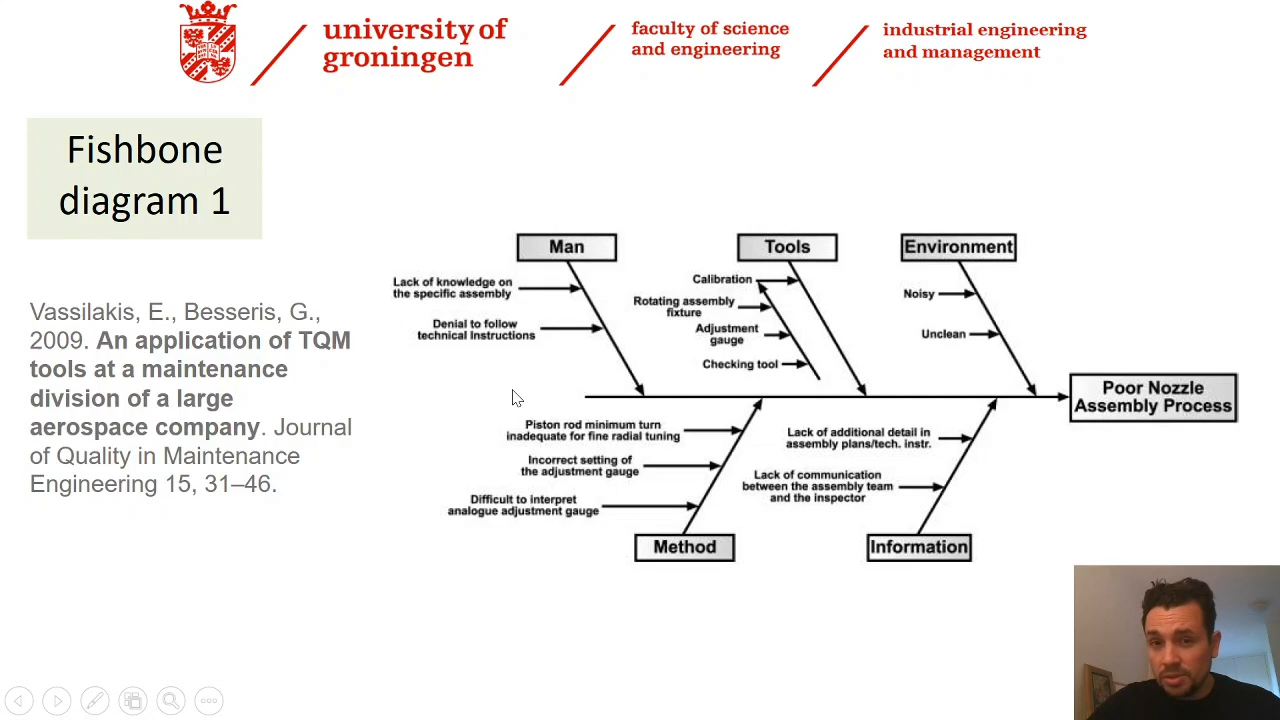 university of
groningen
faculty of science
and engineering
industrial engineering
and management
Fishbone
diagram 1
Vassilakis, E., Besseris, G.,
2009. An application of TQM
tools at a maintenance
division of a large
aerospace company. Journal
of Quality in Maintenance
Engineering 15, 31–46.
Man
Tools
Environment
Lack of knowledge on
the specific assembly
Denial to follow
technical Instructions
Calibration
Rotating assembly
fixture
Adjustment
gauge
Checking tool
Noisy
Unclean
Poor Nozzle
Assembly Process
Piston rod minimum turn
inadequate for fine radial tuning
Incorrect setting of
the adjustment gauge
Difficult to interpret
analogue adjustment gauge
Lack of additional detail in
assembly plans/tech. instr.
Lack of communication
between the assembly team
and the inspector
Method
Information